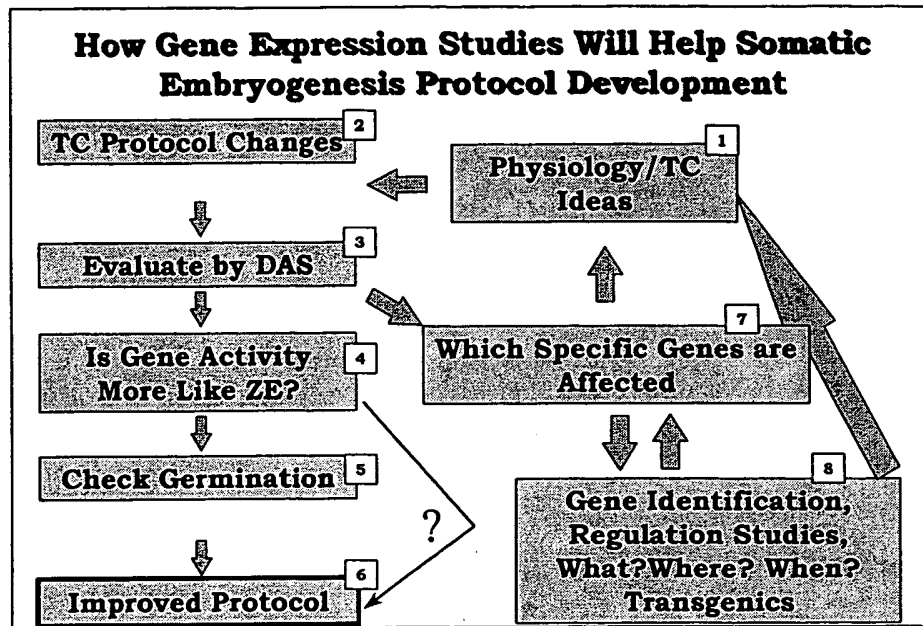 How Gene Expression Studies Will Help Somatic
Embryogenesis Protocol Development
2
TC Protocol Changes
1
Physiology/TC
Ideas
3
Evaluate by DAS
4
Is Gene Activity
More Like ZE?
7
Which Specific Genes are
Affected
5
Check Germination
?
8
Gene Identification,
Regulation Studies,
What?Where? When?
Transgenics
6
Improved Protocol